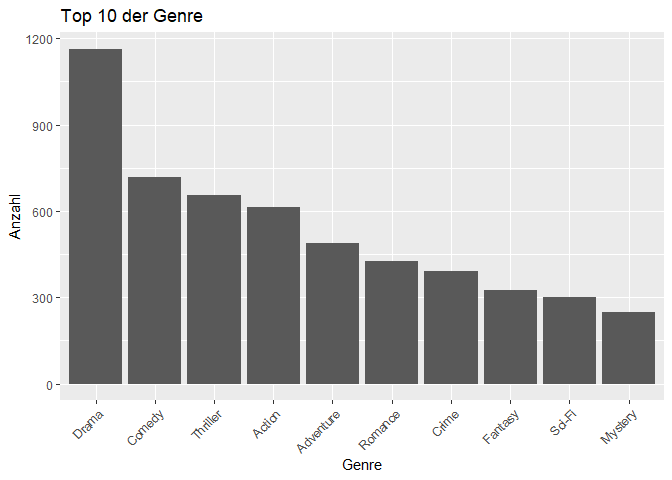 Top 10 der Genre
1200
900
600
300
0
Anzahl
Drama
Comedy
Thriller
Action
Adventure
Romance
Crime
Fantasy
Sci-Fi
Mystery
Genre